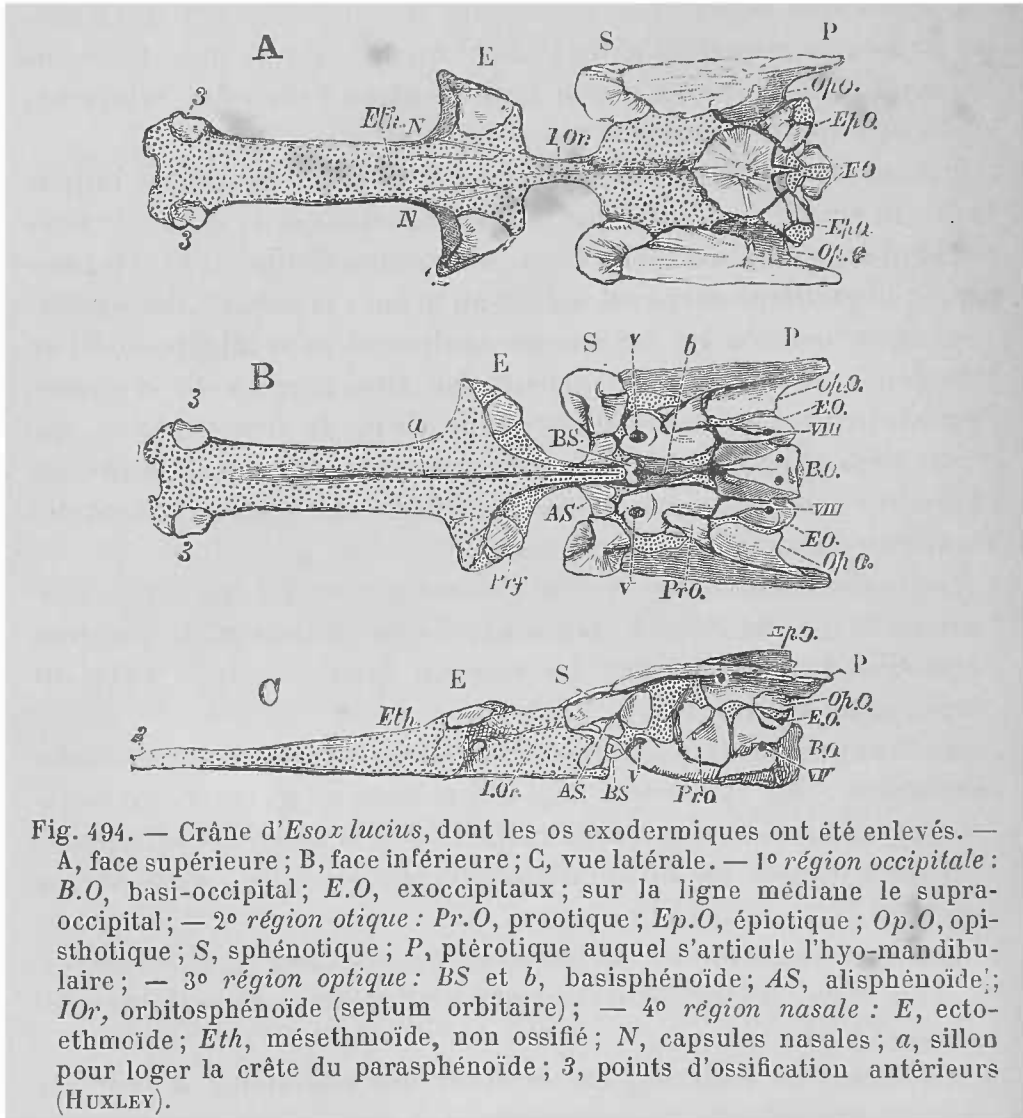 A
3
E
S
P
Eth.
N
IOr.
Op.O.
Ep.O.
E.O
3
N
Ep.O.
Op.O
B
3
E
S
v
b
P
a
BS
Op.O.
E.O.
VIII
B.O.
AS
VIII
E.O.
3
Prf
v
Pr.O.
Op.O.
C
E
S
Ep.O.
P
Eth.
Op.O.
E.O.
B.O.
I.Or.
AS.
BS
V
Pr.O
Fig. 494. — Crâne d'Esox lucius, dont les os exodermiques ont été enlevés. —
A, face supérieure ; B, face inférieure ; C, vue latérale. — 1° région occipitale :
B.O, basi-occipital ; E.O, exoccipitaux ; sur la ligne médiane le supra-
occipital ; — 2° région otique : Pr.O, prootique ; Ep.O, épiotique ; Op.O, opi-
sthotique ; S, sphénotique ; P, ptérotique auquel s'articule l'hyo-mandibu-
laire ; — 3° région optique : BS et b, basisphénoïde ; AS, alisphénoïde ;
IOr, orbitosphénoïde (septum orbitaire) ; — 4° région nasale : E, ecto-
ethmoïde ; Eth, mésethmoïde, non ossifié ; N, capsules nasales ; a, sillon
pour loger la crête du parasphénoïde ; 3, points d'ossification antérieurs
(HUXLEY).